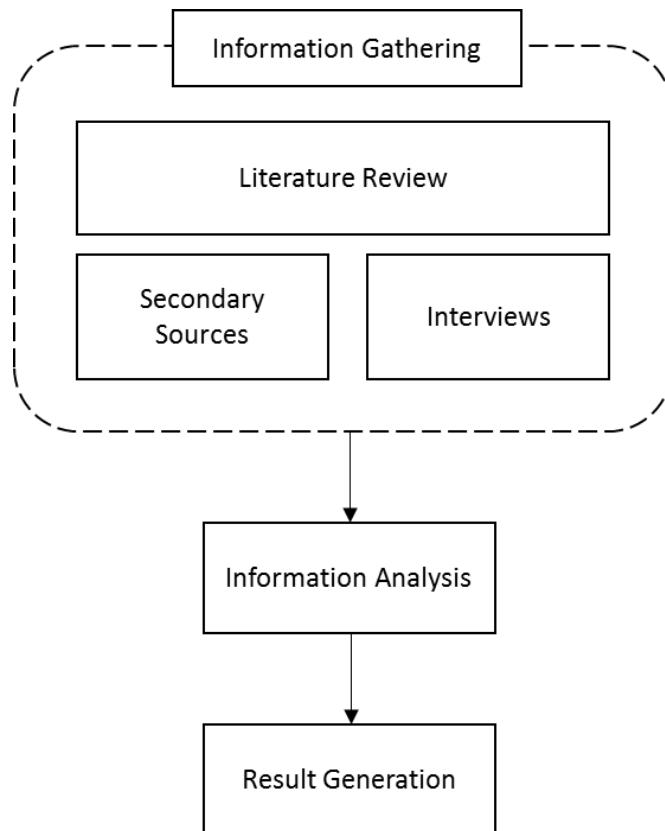 Information Gathering
Literature Review
Secondary
Sources
Interviews
Information Analysis
Result Generation